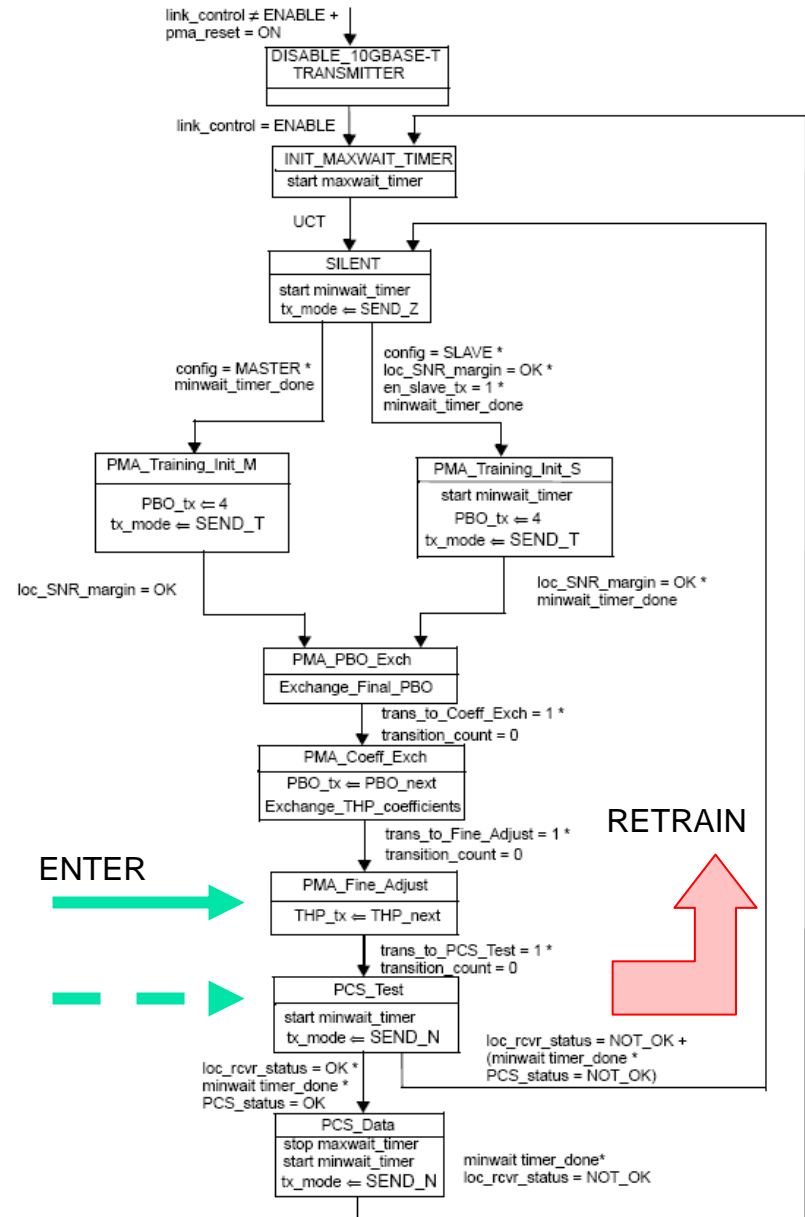 link_control ≠ ENABLE +
pma_reset = ON
DISABLE_10GBASE-T
TRANSMITTER
link_control = ENABLE
INIT_MAXWAIT_TIMER
start maxwait_timer
UCT
SILENT
start minwait_timer
tx_mode ⇐ SEND_Z
config = MASTER *
minwait_timer_done
config = SLAVE *
loc_SNR_margin = OK *
en_slave_tx = 1 *
minwait_timer_done
PMA_Training_Init_M
PBO_tx ⇐ 4
tx_mode ⇐ SEND_T
PMA_Training_Init_S
start minwait_timer
PBO_tx ⇐ 4
tx_mode ⇐ SEND_T
loc_SNR_margin = OK
loc_SNR_margin = OK *
minwait_timer_done
PMA_PBO_Exch
Exchange_Final_PBO
trans_to_Coeff_Exch = 1 *
transition_count = 0
PMA_Coeff_Exch
PBO_tx ⇐ PBO_next
Exchange_THP_coefficients
trans_to_Fine_Adjust = 1 *
transition_count = 0
RETRAIN
ENTER
PMA_Fine_Adjust
THP_tx ⇐ THP_next
trans_to_PCS_Test = 1 *
transition_count = 0
PCS_Test
start minwait_timer
tx_mode ⇐ SEND_N
loc_rcvr_status = NOT_OK +
(minwait timer_done *
PCS_status = NOT_OK)
loc_rcvr_status = OK *
minwait timer_done *
PCS_status = OK
PCS_Data
stop maxwait_timer
start minwait_timer
tx_mode ⇐ SEND_N
minwait timer_done*
loc_rcvr_status = NOT_OK